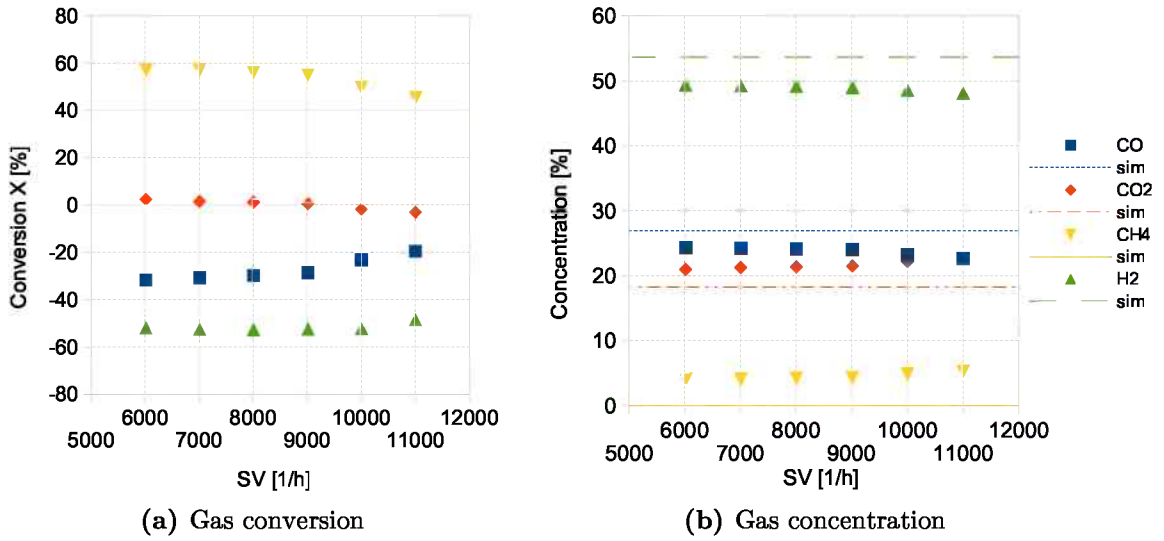 80
60
40
20
0
-20
-40
-60
-80
Conversion X [%]
6000 8000 10000 12000
5000 7000 9000 11000
SV [1/h]
(a) Gas conversion
60
50
40
30
20
10
0
Concentration [%]
6000 8000 10000 12000
5000 7000 9000 11000
SV [1/h]
(b) Gas concentration
CO
sim
CO2
sim
CH4
sim
H2
sim